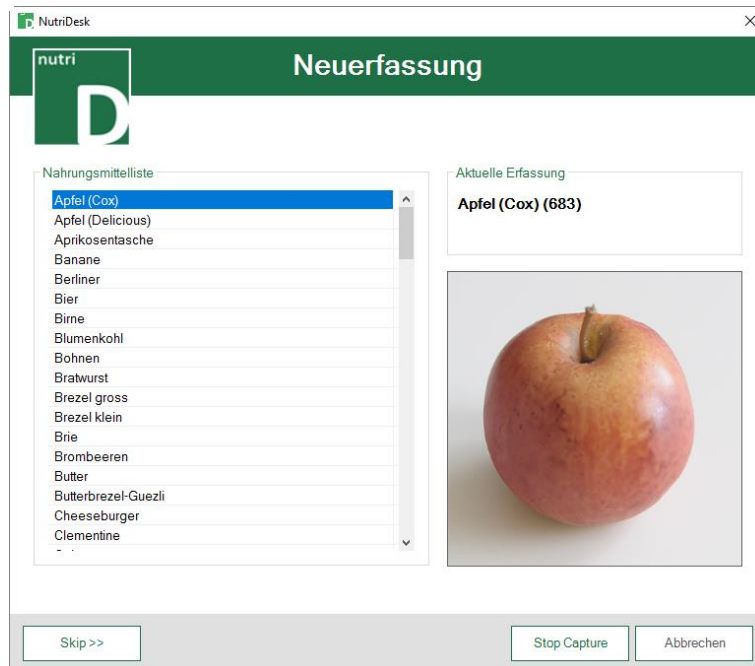 NutriDesk
nutri
D
Neuerfassung
Nahrungsmittelliste
Apfel (Cox)
Apfel (Delicious)
Aprikosentasche
Banane
Berliner
Bier
Birne
Blumenkohl
Bohnen
Bratwurst
Brezel gross
Brezel klein
Brie
Brombeeren
Butter
Butterbrezel-Guezli
Cheeseburger
Clementine
Aktuelle Erfassung
Apfel (Cox) (683)
Skip >>
Stop Capture
Abbrechen